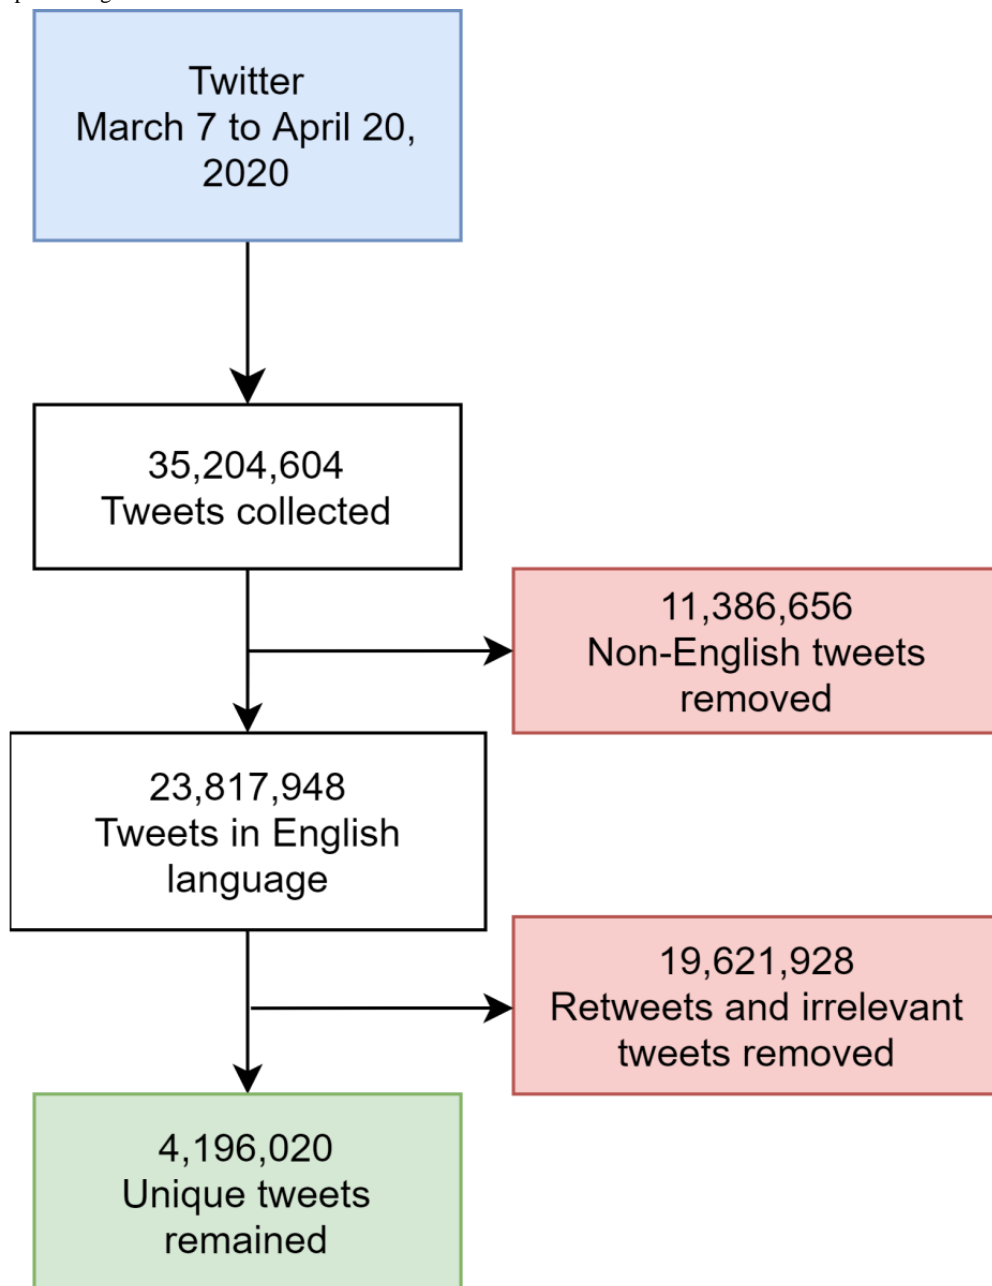 Twitter
March 7 to April 20,
2020
35,204,604
Tweets collected
11,386,656
Non-English tweets
removed
23,817,948
Tweets in English
language
19,621,928
Retweets and irrelevant
tweets removed
4,196,020
Unique tweets
remained